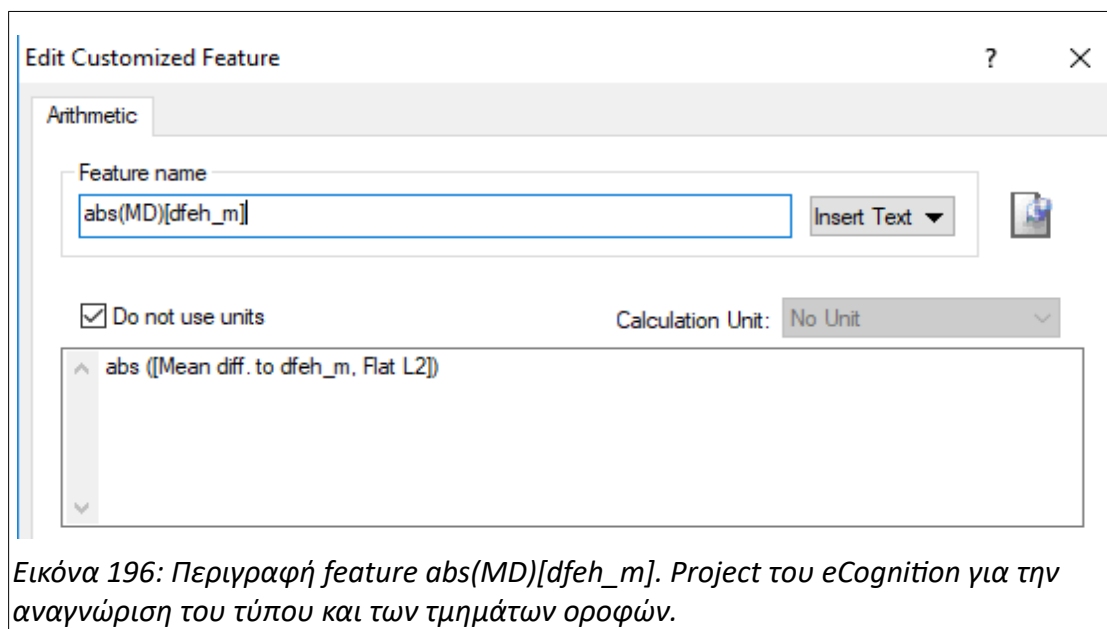 Edit Customized Feature ?
Arithmetic
Feature name
abs(MD)[dfeh_m]
Insert Text
Do not use units
Calculation Unit: No Unit
abs ([Mean diff. to dfeh_m, Flat L2])
Εικόνα 196: Περιγραφή feature abs(MD)[dfeh_m]. Project του eCognition για την
αναγνώριση του τύπου και των τμημάτων οροφών.